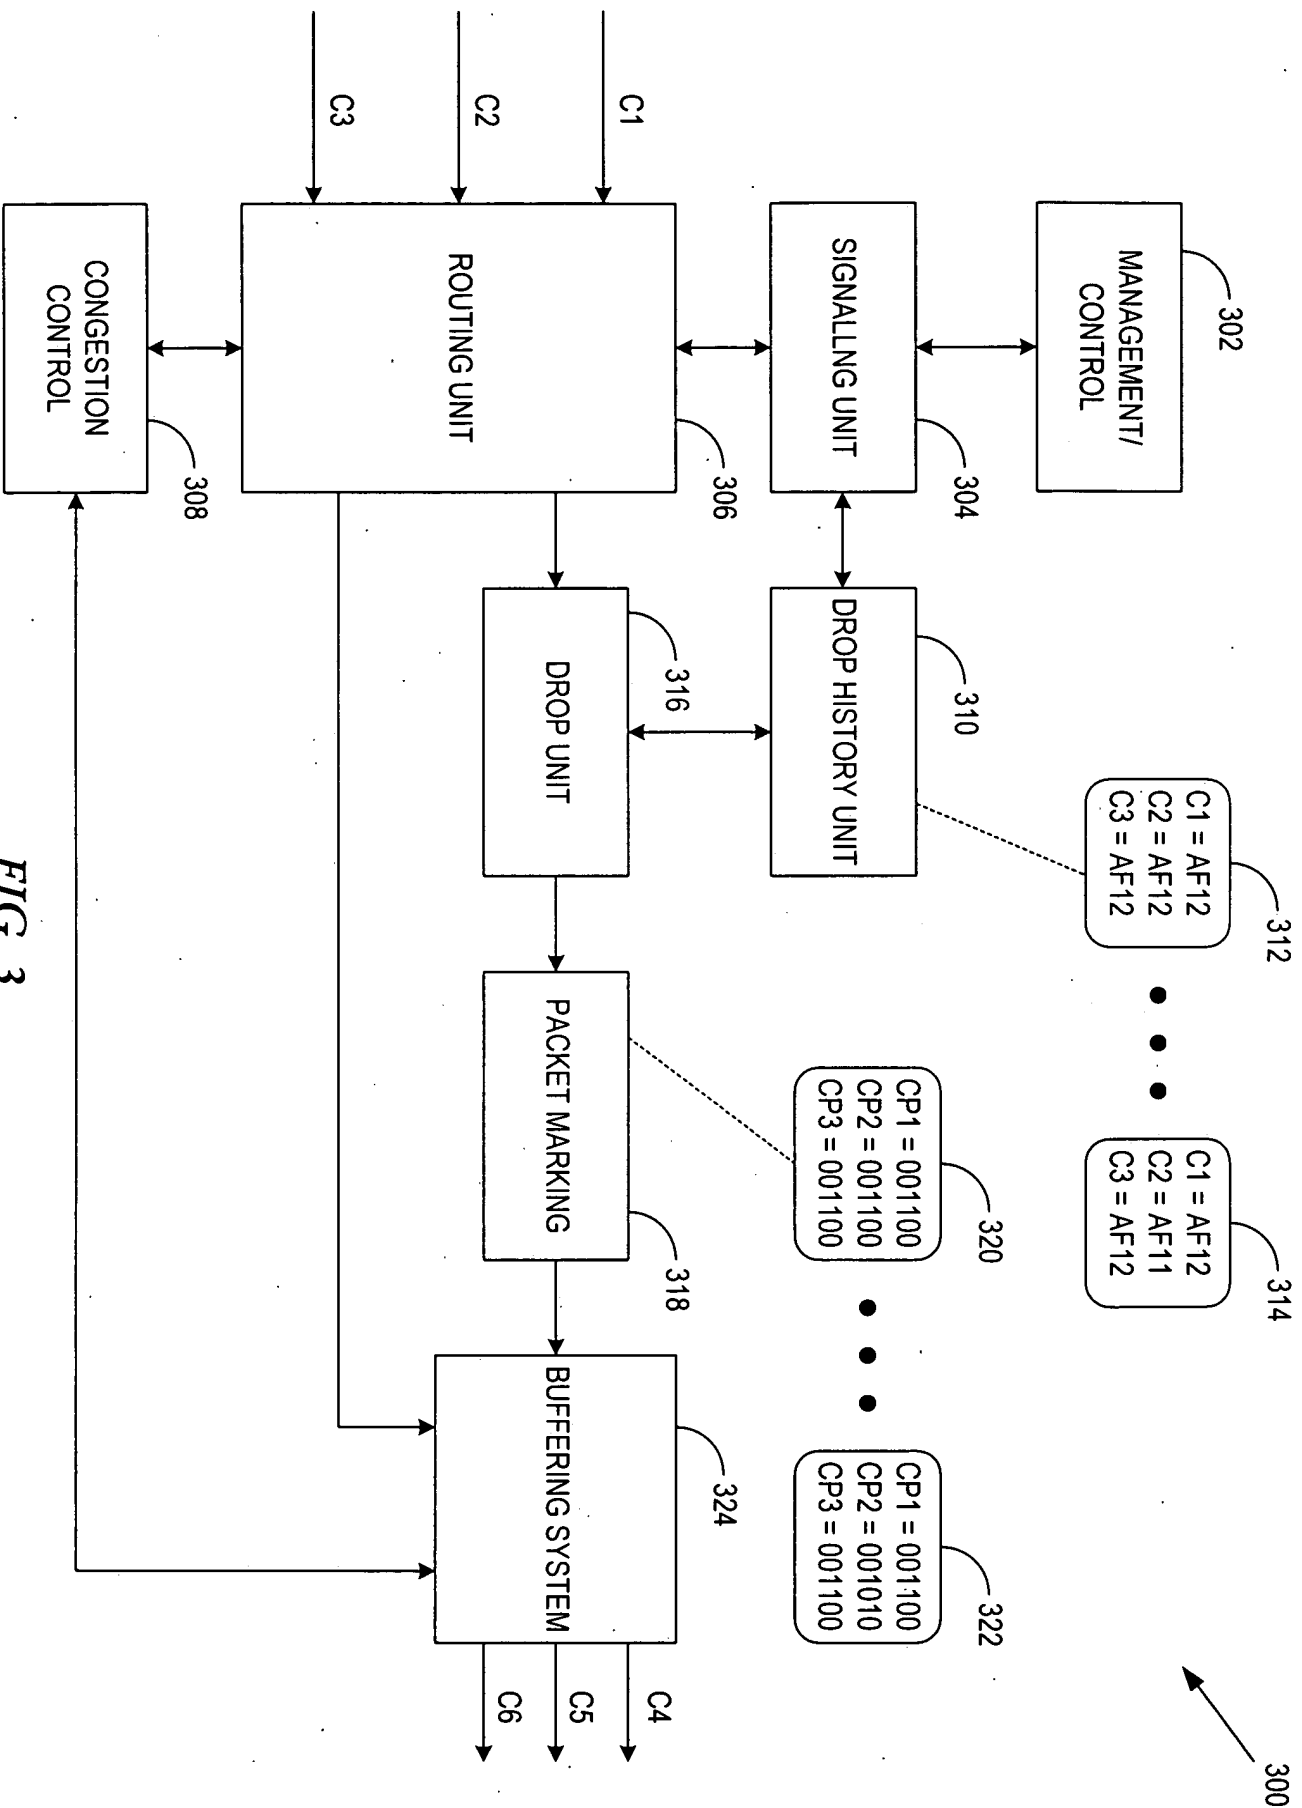 300
312
314
C1 = AF12
C2 = AF12
C3 = AF12
C1 = AF12
C2 = AF11
C3 = AF12
302
MANAGEMENT/
CONTROL
304
310
320
322
SIGNALLNG UNIT
DROP HISTORY UNIT
CP1 = 001100
CP2 = 001100
CP3 = 001100
CP1 = 001100
CP2 = 001010
CP3 = 001100
306
316
318
324
C1
C2
C3
ROUTING UNIT
DROP UNIT
PACKET MARKING
BUFFERING SYSTEM
C4
C5
C6
308
CONGESTION
CONTROL
FIG 3